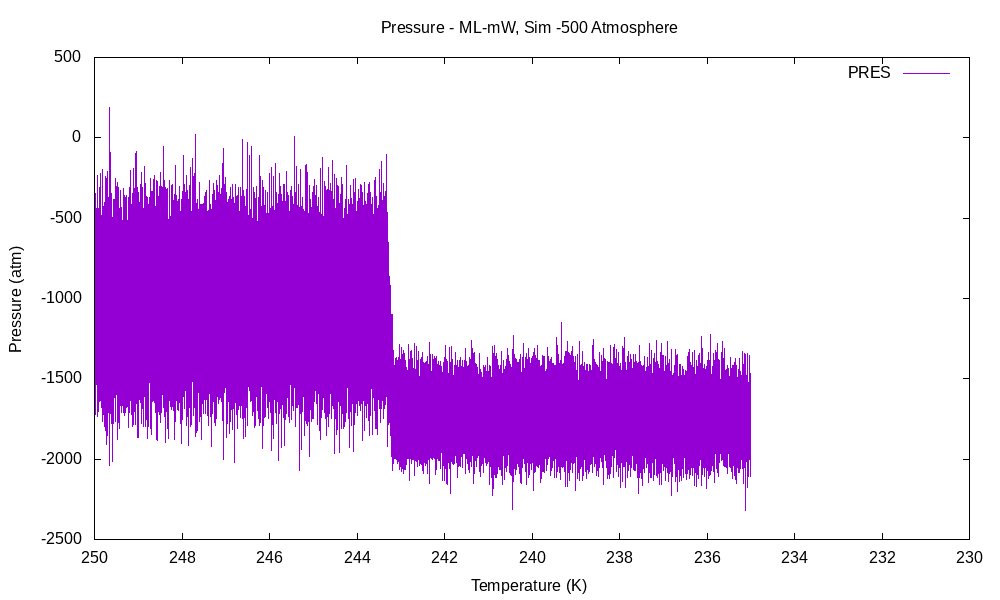 Pressure - ML-mW, Sim -500 Atmosphere
PRES
500
0
-500
-1000
-1500
-2000
-2500
Pressure (atm)
250 248 246 244 242 240 238 236 234 232 230
Temperature (K)